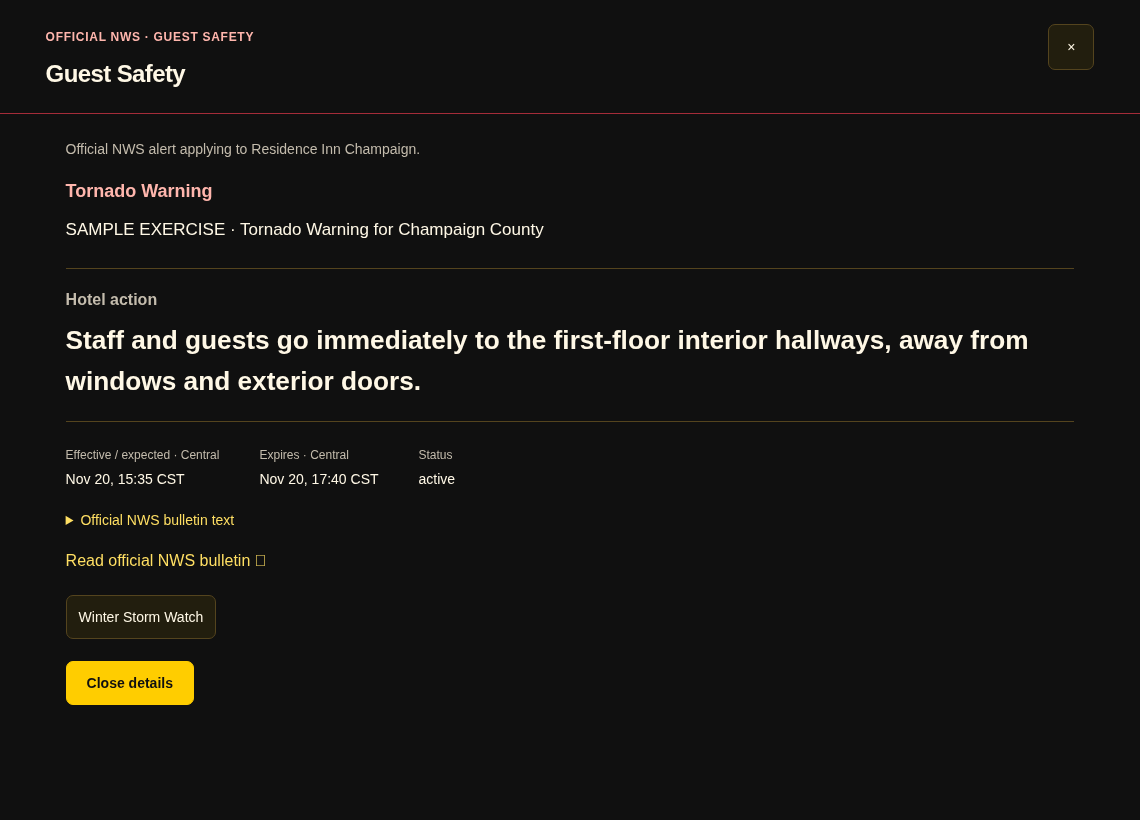 OFFICIAL NWS · GUEST SAFETY
Guest Safety
×
Official NWS alert applying to Residence Inn Champaign.
Tornado Warning
SAMPLE EXERCISE · Tornado Warning for Champaign County
Hotel action
Staff and guests go immediately to the first-floor interior hallways, away from
windows and exterior doors.
Effective / expected · Central
Nov 20, 15:35 CST
Expires · Central
Nov 20, 17:40 CST
Status
active
▶ Official NWS bulletin text
Read official NWS bulletin
Winter Storm Watch
Close details